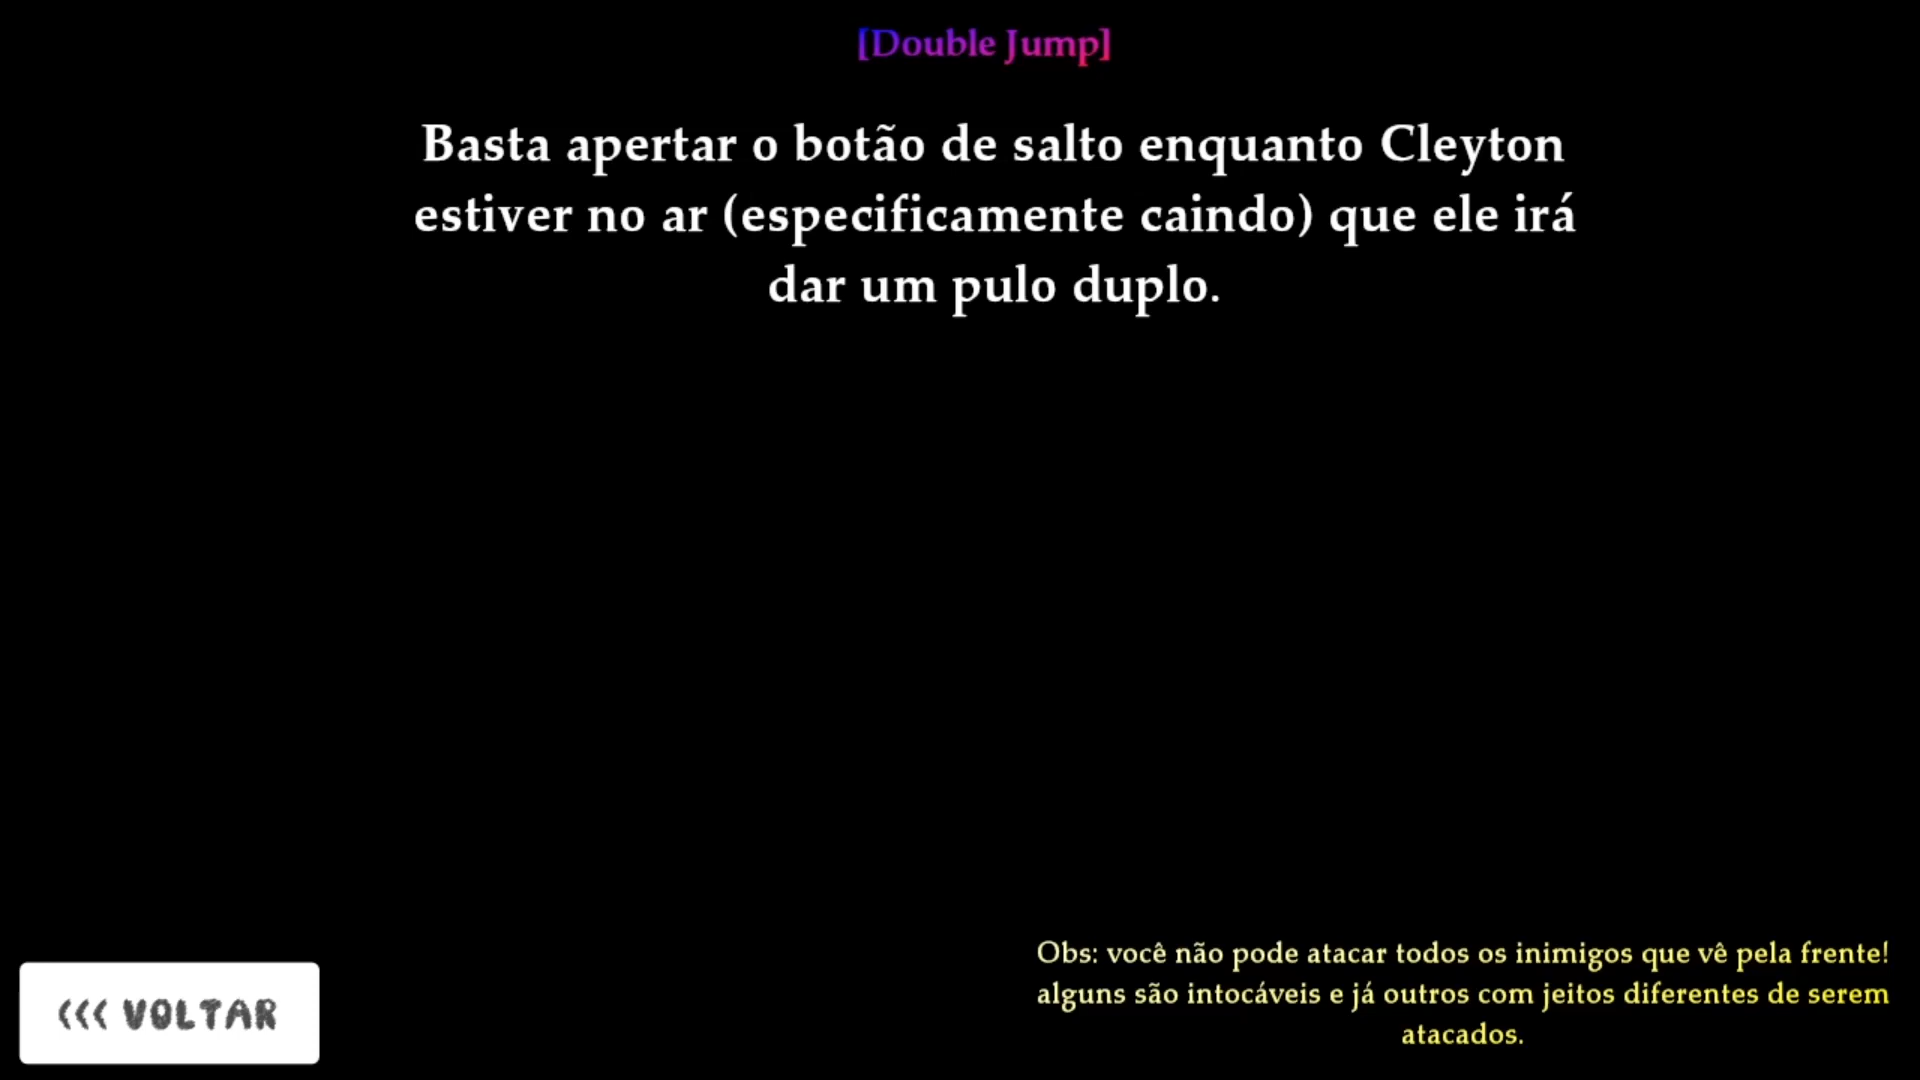 [Double Jump]
Basta apertar o botão de salto enquanto Cleyton
estiver no ar (especificamente caindo) que ele irá
dar um pulo duplo.
Obs: você não pode atacar todos os inimigos que vê pela frente!
alguns são intocáveis e já outros com jeitos diferentes de serem
atacados.
<<< VOLTAR